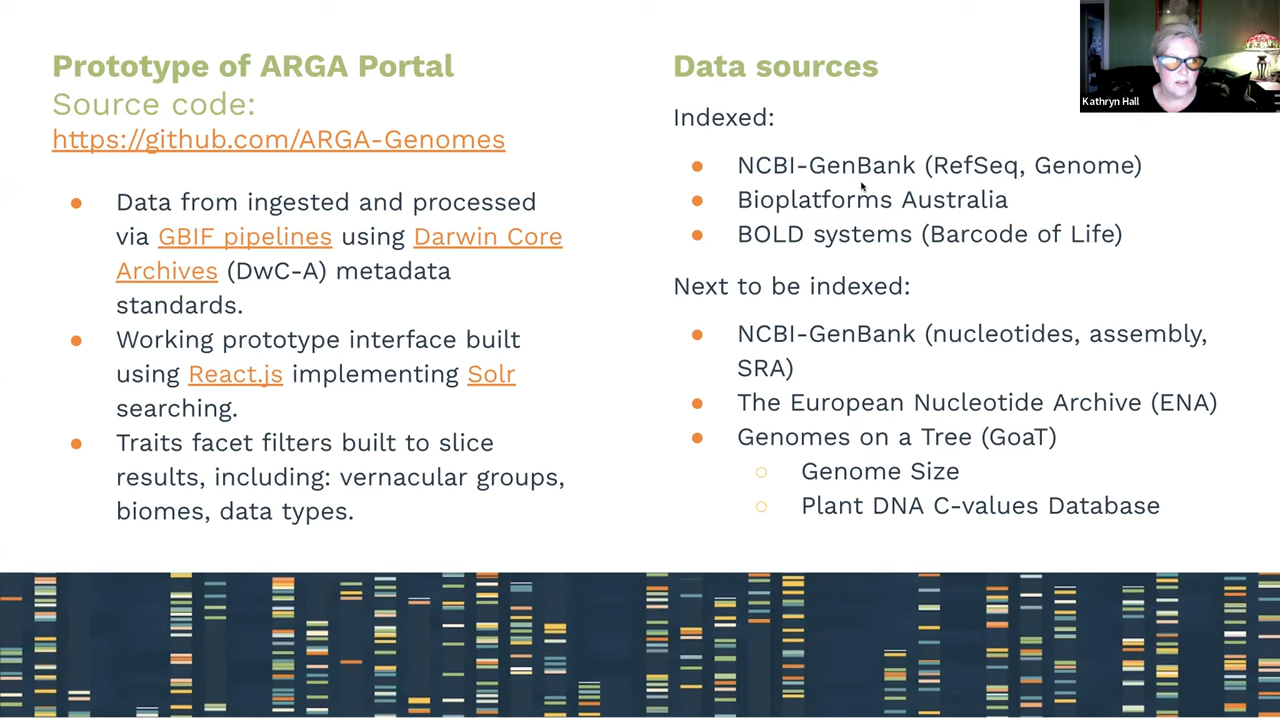 Prototype of ARGA Portal
Source code:
https://github.com/ARGA-Genomes
● Data from ingested and processed
via GBIF pipelines using Darwin Core
Archives (DwC-A) metadata
standards.
● Working prototype interface built
using React.js implementing Solr
searching.
● Traits facet filters built to slice
results, including: vernacular groups,
biomes, data types.
Data sources
Indexed:
● NCBI-GenBank (RefSeq, Genome)
● Bioplatforms Australia
● BOLD systems (Barcode of Life)
Next to be indexed:
● NCBI-GenBank (nucleotides, assembly,
SRA)
● The European Nucleotide Archive (ENA)
● Genomes on a Tree (GoaT)
○ Genome Size
○ Plant DNA C-values Database
Kathryn Hall